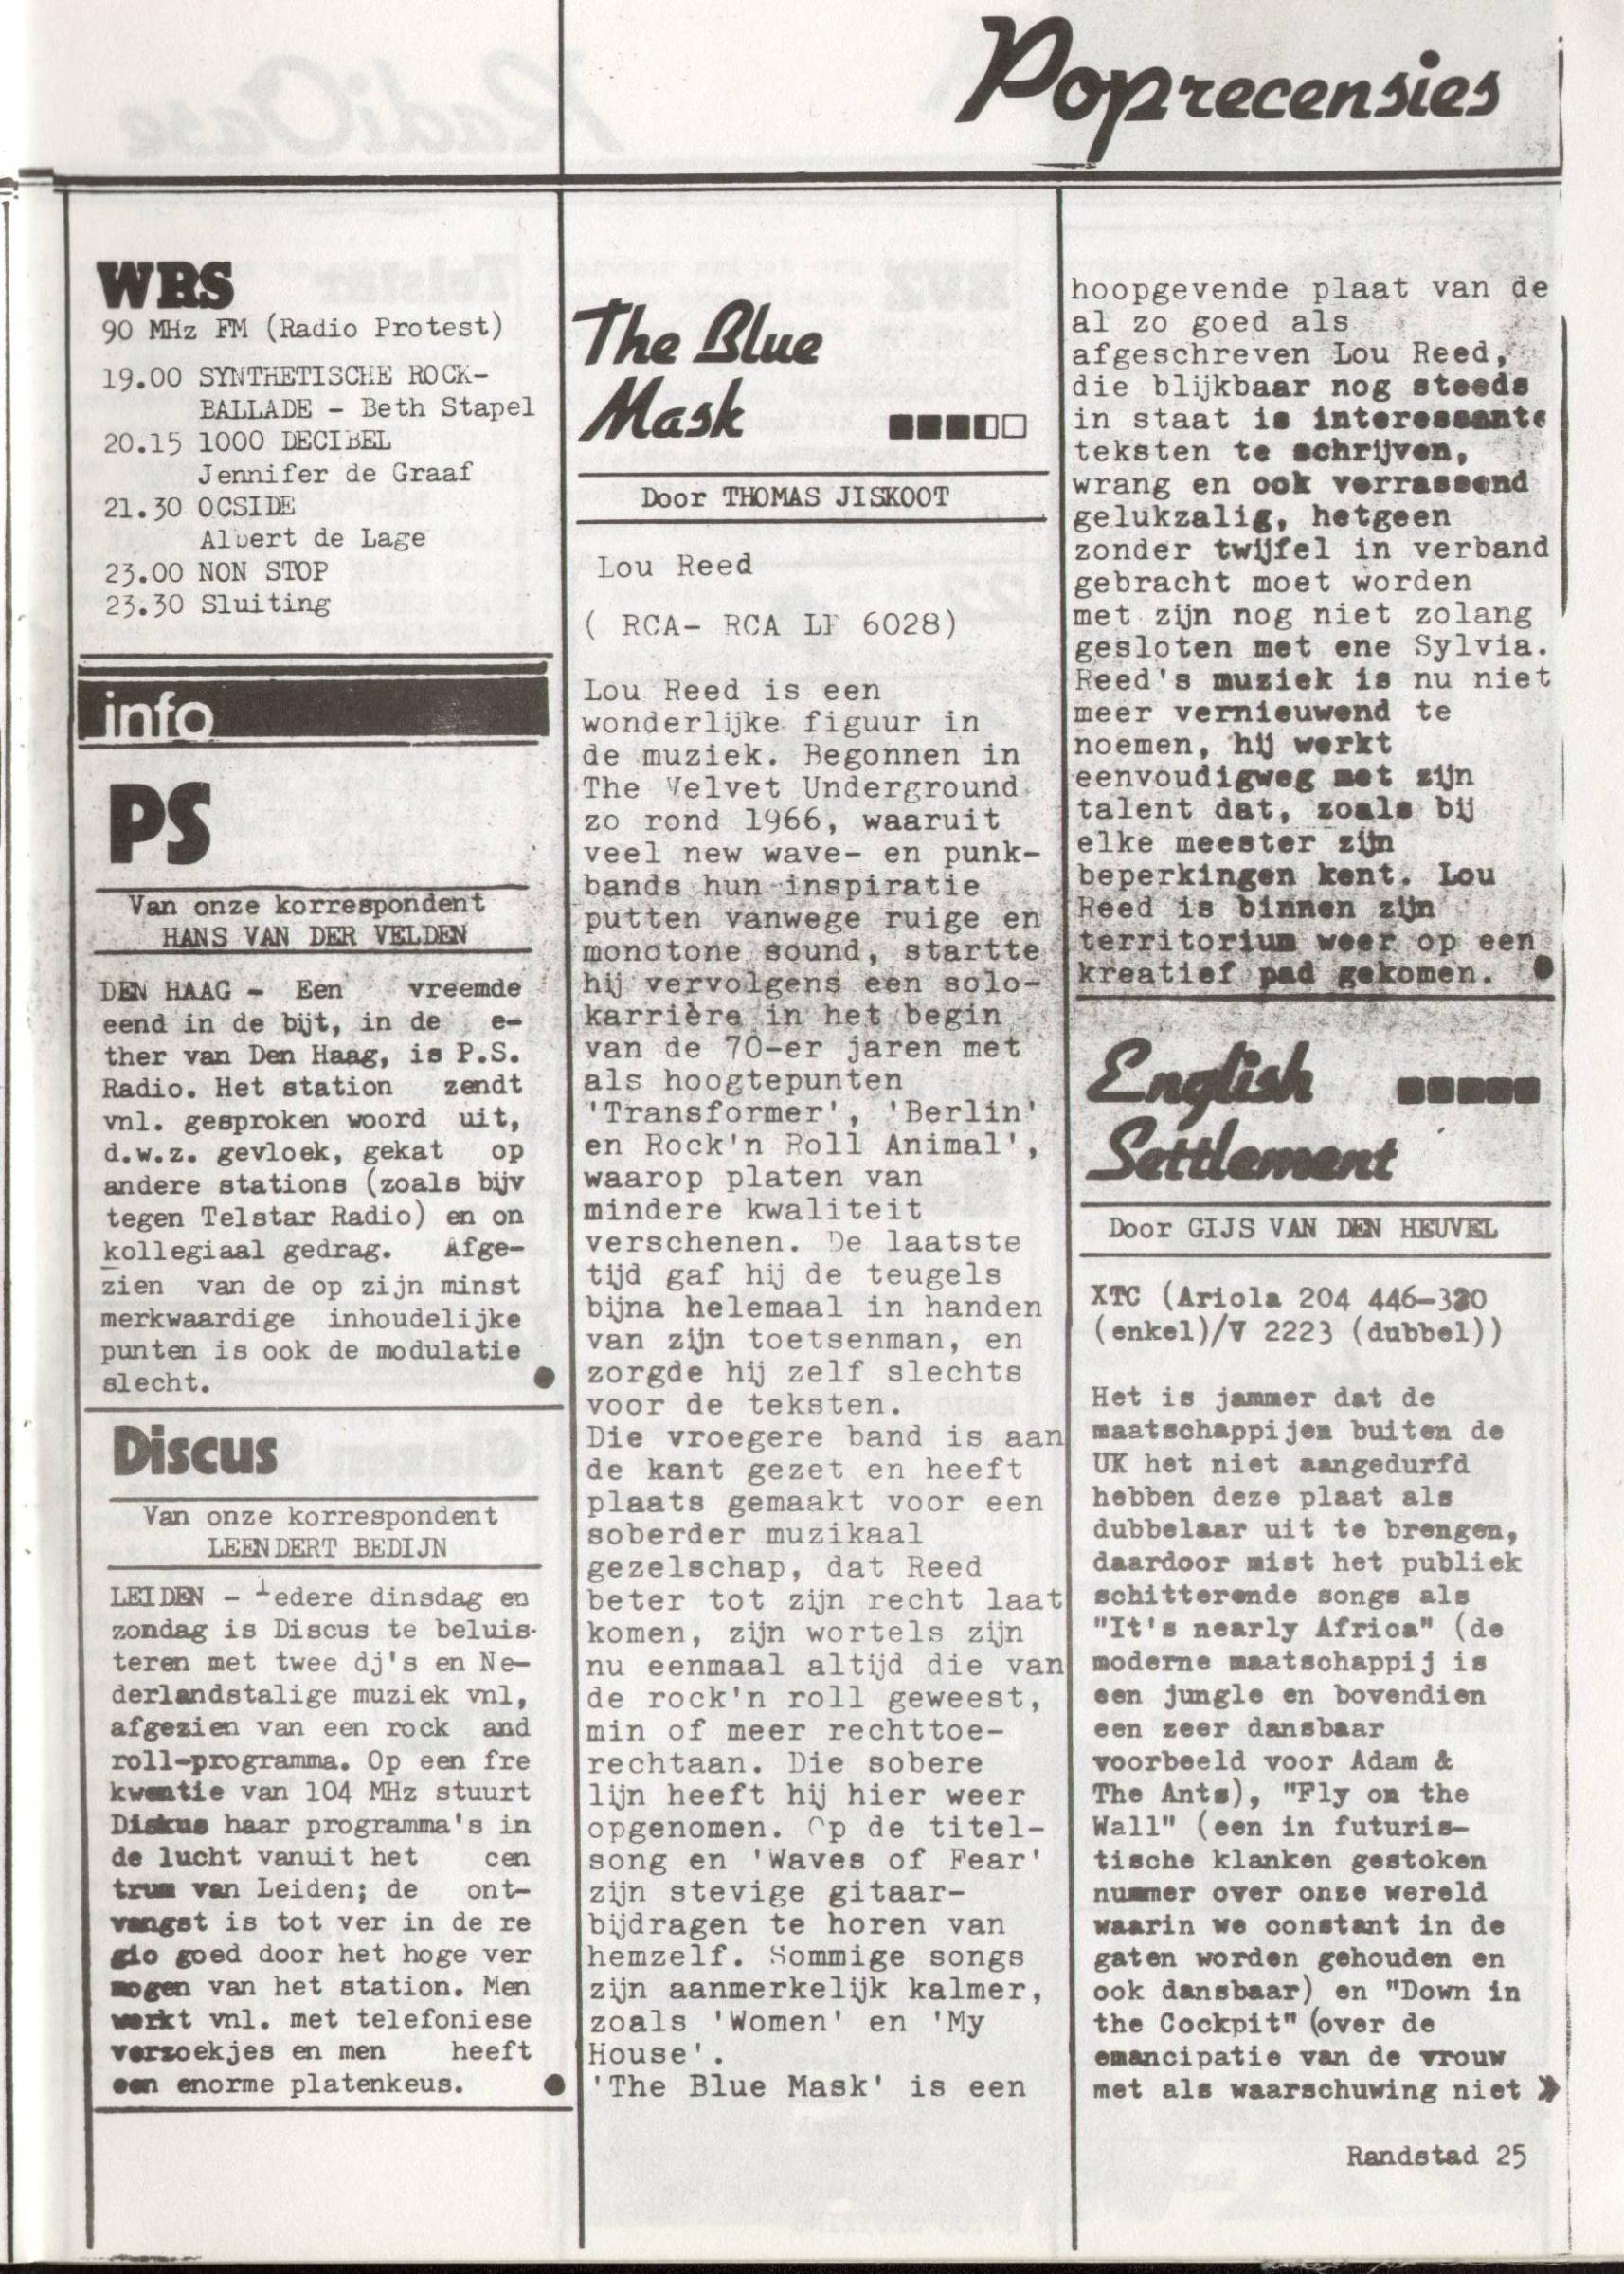 Poprecensies
WRS
90 MHz FM (Radio Protest)
19.00 SYNTHETISCHE ROCK-
BALLADE - Beth Stapel
20.15 1000 DECIBEL
Jennifer de Graaf
21.30 OCSIDE
Albert de Lage
23.00 NON STOP
23.30 Sluiting
info
PS
Van onze korrespondent
HANS VAN DER VELDEN
DEN HAAG - Een vreemde
eend in de bijt, in de e-
ther van Den Haag, is P.S.
Radio. Het station zendt
vnl. gesproken woord uit,
d.w.z. gevloek, gekat op
andere stations (zoals bijv
tegen Telstar Radio) en on
kollegiaal gedrag. Afge-
zien van de op zijn minst
merkwaardige inhoudelijke
punten is ook de modulatie
slecht. ●
Discus
Van onze korrespondent
LEENDERT BEDIJN
LEIDEN - Iedere dinsdag en
zondag is Discus te beluis-
teren met twee dj's en Ne-
derlandstalige muziek vnl,
afgezien van een rock and
roll-programma. Op een fre
kwentie van 104 MHz stuurt
Diskus haar programma's in
de lucht vanuit het cen
trum van Leiden; de ont-
vangst is tot ver in de re
gio goed door het hoge ver
mogen van het station. Men
werkt vnl. met telefoniese
verzoekjes en men heeft
een enorme platenkeus. ●
The Blue
Mask
Door THOMAS JISKOOT
Lou Reed
( RCA- RCA LP 6028)
Lou Reed is een
wonderlijke figuur in
de muziek. Begonnen in
The Velvet Underground
zo rond 1966, waaruit
veel new wave- en punk-
bands hun inspiratie
putten vanwege ruige en
monotone sound, startte
hij vervolgens een solo-
karrière in het begin
van de 70-er jaren met
als hoogtepunten
'Transformer', 'Berlin'
en Rock'n Roll Animal',
waarop platen van
mindere kwaliteit
verschenen. De laatste
tijd gaf hij de teugels
bijna helemaal in handen
van zijn toetsenman, en
zorgde hij zelf slechts
voor de teksten.
Die vroegere band is aan
de kant gezet en heeft
plaats gemaakt voor een
soberder muzikaal
gezelschap, dat Reed
beter tot zijn recht laat
komen, zijn wortels zijn
nu eenmaal altijd die van
de rock'n roll geweest,
min of meer rechttoe-
rechtaan. Die sobere
lijn heeft hij hier weer
opgenomen. Op de titel-
song en 'Waves of Fear'
zijn stevige gitaar-
bijdragen te horen van
hemzelf. Sommige songs
zijn aanmerkelijk kalmer,
zoals 'Women' en 'My
House'.
'The Blue Mask' is een
hoopgevende plaat van de
al zo goed als
afgeschreven Lou Reed,
die blijkbaar nog steeds
in staat is interessante
teksten te schrijven,
wrang en ook verrassend
gelukzalig, hetgeen
zonder twijfel in verband
gebracht moet worden
met zijn nog niet zolang
gesloten met ene Sylvia.
Reed's muziek is nu niet
meer vernieuwend te
noemen, hij werkt
eenvoudigweg met zijn
talent dat, zoals bij
elke meester zijn
beperkingen kent. Lou
Reed is binnen zijn
territorium weer op een
kreatief pad gekomen. ●
English
Settlement
Door GIJS VAN DEN HEUVEL
XTC (Ariola 204 446-320
(enkel)/V 2223 (dubbel))
Het is jammer dat de
maatschappijen buiten de
UK het niet aangedurfd
hebben deze plaat als
dubbelaar uit te brengen,
daardoor mist het publiek
schitterende songs als
"It's nearly Africa" (de
moderne maatschappij is
een jungle en bovendien
een zeer dansbaar
voorbeeld voor Adam &
The Ants), "Fly on the
Wall" (een in futuris-
tische klanken gestoken
nummer over onze wereld
waarin we constant in de
gaten worden gehouden en
ook dansbaar) en "Down in
the Cockpit" (over de
emancipatie van de vrouw
met als waarschuwing niet »
Randstad 25